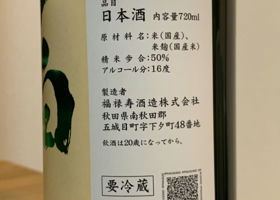 品目
日本酒 内容量720ml
原材料名:米(国産)、
米麹(国産米)
精米歩合:50%
アルコール分:16度
製造者
福禄寿酒造株式会社
秋田県南秋田郡
五城目町字下タ町48番地
飲酒は20歳になってから。
要冷蔵